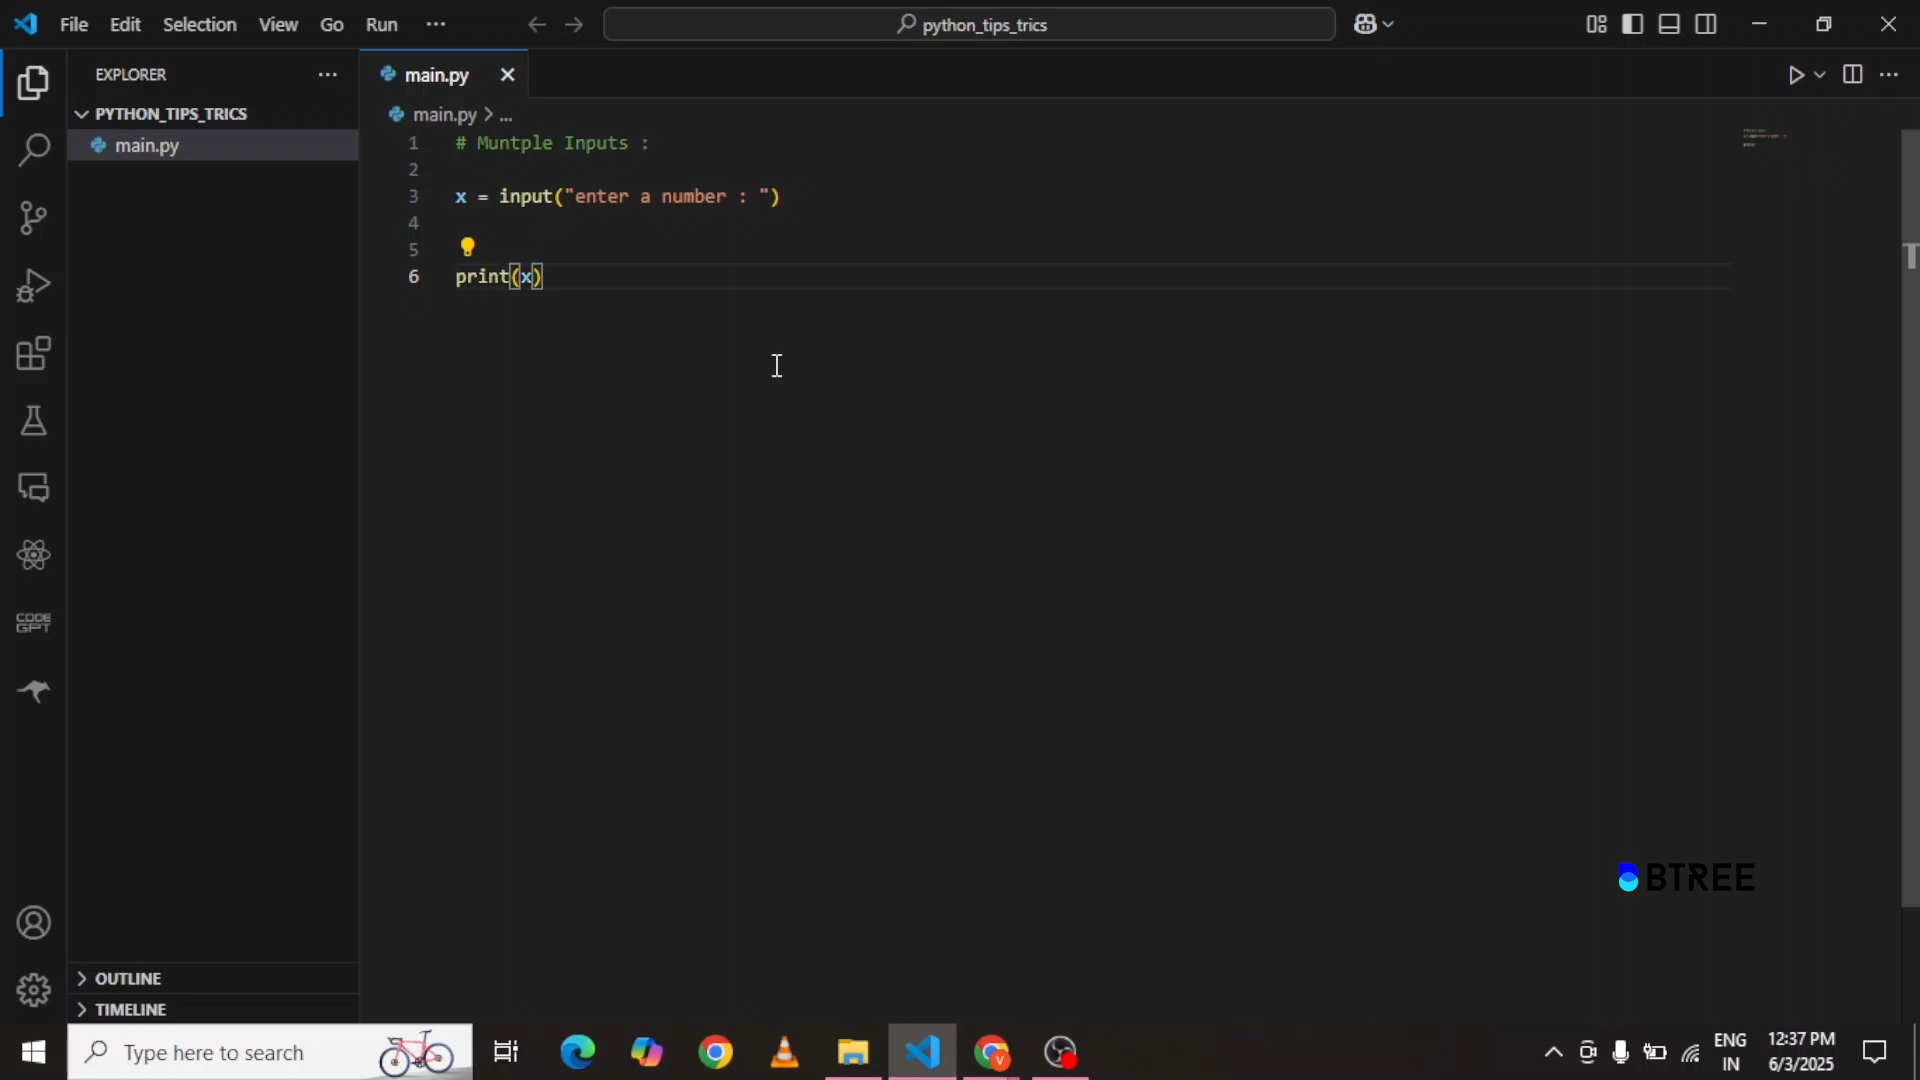 File Edit Selection View Go Run ... python_tips_trics
EXPLORER ...
main.py
PYTHON_TIPS_TRICS
main.py
main.py > ...
1 # Muntple Inputs :
2
3 x = input("enter a number : ")
4
5
6 print(x)
CODE
GPT
BTREE
OUTLINE
TIMELINE
Type here to search
V
ENG
IN
12:37 PM
6/3/2025